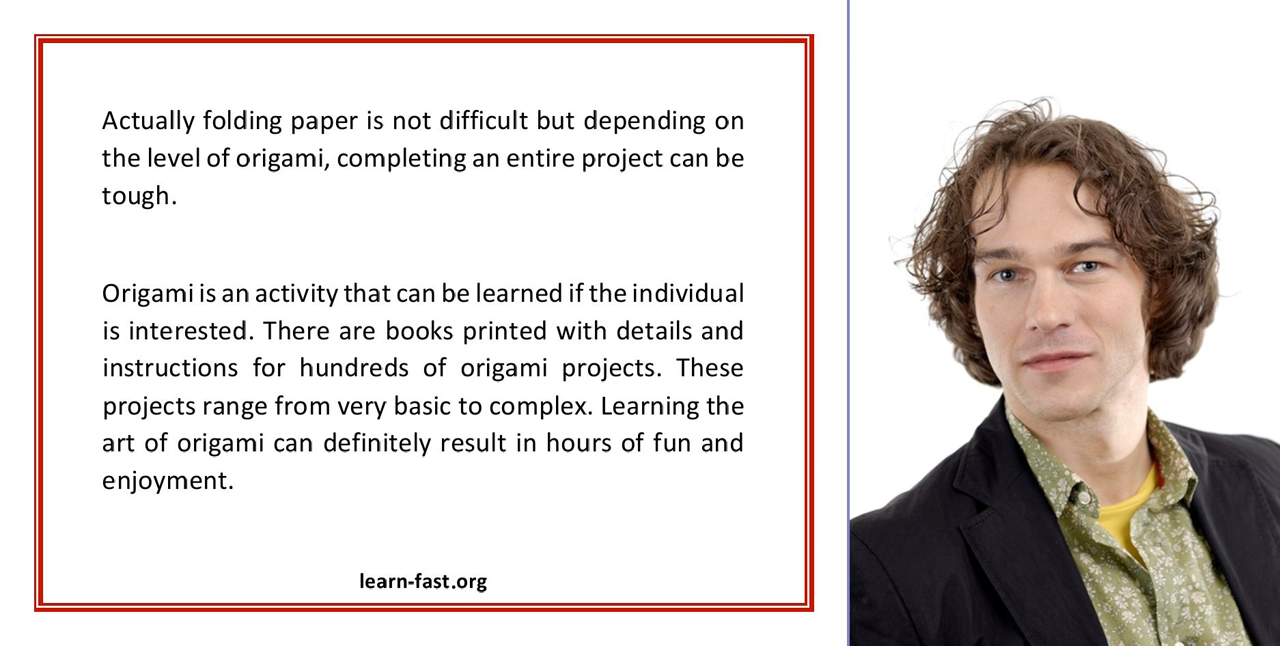 Actually folding paper is not difficult but depending on
the level of origami, completing an entire project can be
tough.
Origami is an activity that can be learned if the individual
is interested. There are books printed with details and
instructions for hundreds of origami projects. These
projects range from very basic to complex. Learning the
art of origami can definitely result in hours of fun and
enjoyment.
learn-fast.org